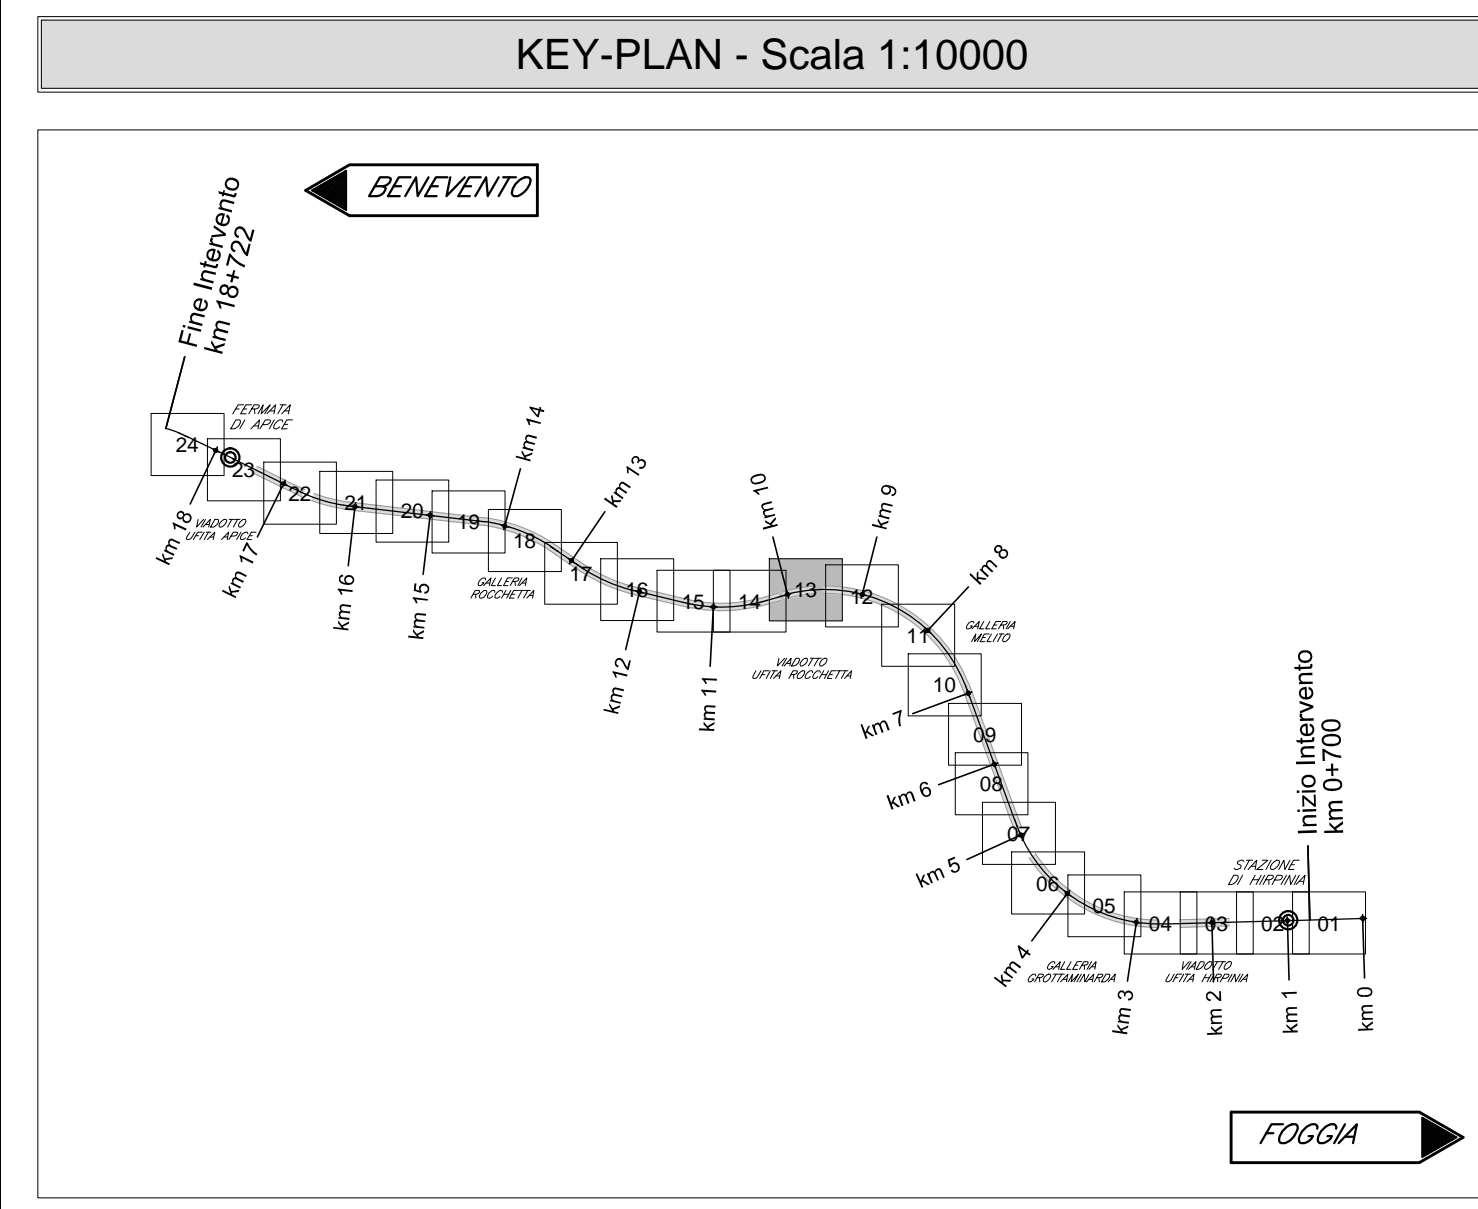 KEY-PLAN - Scala 1:10000
BENEVENTO
Fine Intervento
km 18+722
FERMATA
DI APICE
24
23
22
21
20
19
18
17
16
15
14
13
12
11
10
09
08
07
06
05
04
03
02
01
km 18
VIADOTTO
UFITA APICE
km 17
km 16
km 15
km 14
km 13
GALLERIA
ROCCHETTA
km 12
km 11
km 10
VIADOTTO
UFITA ROCCHETTA
km 9
km 8
GALLERIA
MELITO
km 7
km 6
km 5
km 4
GALLERIA
GROTTAMINARDA
km 3
VIADOTTO
UFITA HIRPINIA
km 2
STAZIONE
DI HIRPINIA
km 1
Inizio Intervento
km 0+700
km 0
FOGGIA